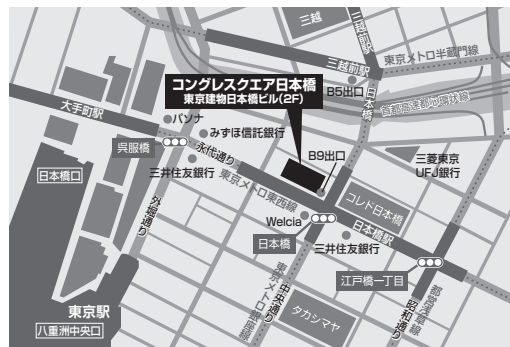 三越
三越前駅
三越前駅
東京メトロ半蔵門線
B5出口
日本橋
首都高速都心環状線
コングレスクエア日本橋
東京建物日本橋ビル(2F)
大手町駅
パソナ
みずほ信託銀行
呉服橋
永代通り
三井住友銀行
B9出口
三菱東京
UFJ銀行
日本橋口
外堀通り
東京メトロ東西線
コレド日本橋
Welcia
日本橋駅
日本橋
三井住友銀行
江戸橋一丁目
東京駅
八重洲中央口
東京メトロ銀座線
中央通り
タカシマヤ
昭和通り
都営浅草線